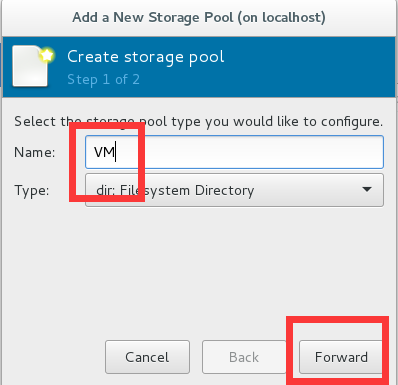 Add a New Storage Pool (on localhost)
Create storage pool
Step 1 of 2
Select the storage pool type you would like to configure.
Name: VM
Type: dir: Filesystem Directory
Cancel Back Forward